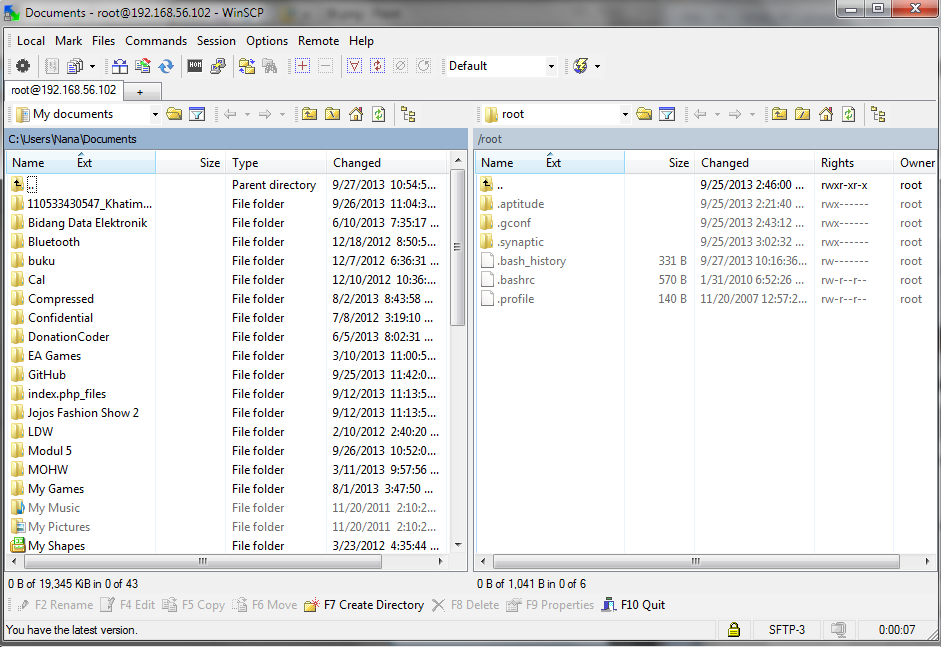 Documents - root@192.168.56.102 - WinSCP
Local Mark Files Commands Session Options Remote Help
Default
root@192.168.56.102 +
My documents
C:\Users\Nana\Documents
Name Ext Size Type Changed
.. Parent directory 9/27/2013 10:54:5...
110533430547_Khatim... File folder 9/26/2013 11:04:3...
Bidang Data Elektronik File folder 6/10/2013 7:35:17 ...
Bluetooth File folder 12/18/2012 8:50:5...
buku File folder 12/7/2012 6:36:31 ...
Cal File folder 12/10/2012 10:36:...
Compressed File folder 8/2/2013 8:43:58 ...
Confidential File folder 7/8/2012 3:19:10 ...
DonationCoder File folder 6/5/2013 8:02:31 ...
EA Games File folder 3/10/2013 11:00:5...
GitHub File folder 9/25/2013 11:42:0...
index.php_files File folder 9/12/2013 11:13:5...
Jojos Fashion Show 2 File folder 9/12/2013 11:13:5...
LDW File folder 2/10/2012 2:40:20 ...
Modul 5 File folder 9/26/2013 10:52:0...
MOHW File folder 3/11/2013 9:57:56 ...
My Games File folder 8/1/2013 3:47:50 ...
My Music File folder 11/20/2011 2:10:2...
My Pictures File folder 11/20/2011 2:10:2...
My Shapes File folder 3/23/2012 4:35:44 ...
0 B of 19,345 KiB in 0 of 43
root
/root
Name Ext Size Changed Rights Owner
.. 9/25/2013 2:46:00 ... rwxr-xr-x root
.aptitude 9/25/2013 2:21:40 ... rwx------ root
.gconf 9/25/2013 2:43:12 ... rwx------ root
.synaptic 9/25/2013 3:02:32 ... rwx------ root
.bash_history 331 B 9/27/2013 10:16:36... rw------- root
.bashrc 570 B 1/31/2010 6:52:26 ... rw-r--r-- root
.profile 140 B 11/20/2007 12:57:2... rw-r--r-- root
0 B of 1,041 B in 0 of 6
F2 Rename F4 Edit F5 Copy F6 Move F7 Create Directory F8 Delete F9 Properties F10 Quit
You have the latest version. SFTP-3 0:00:07